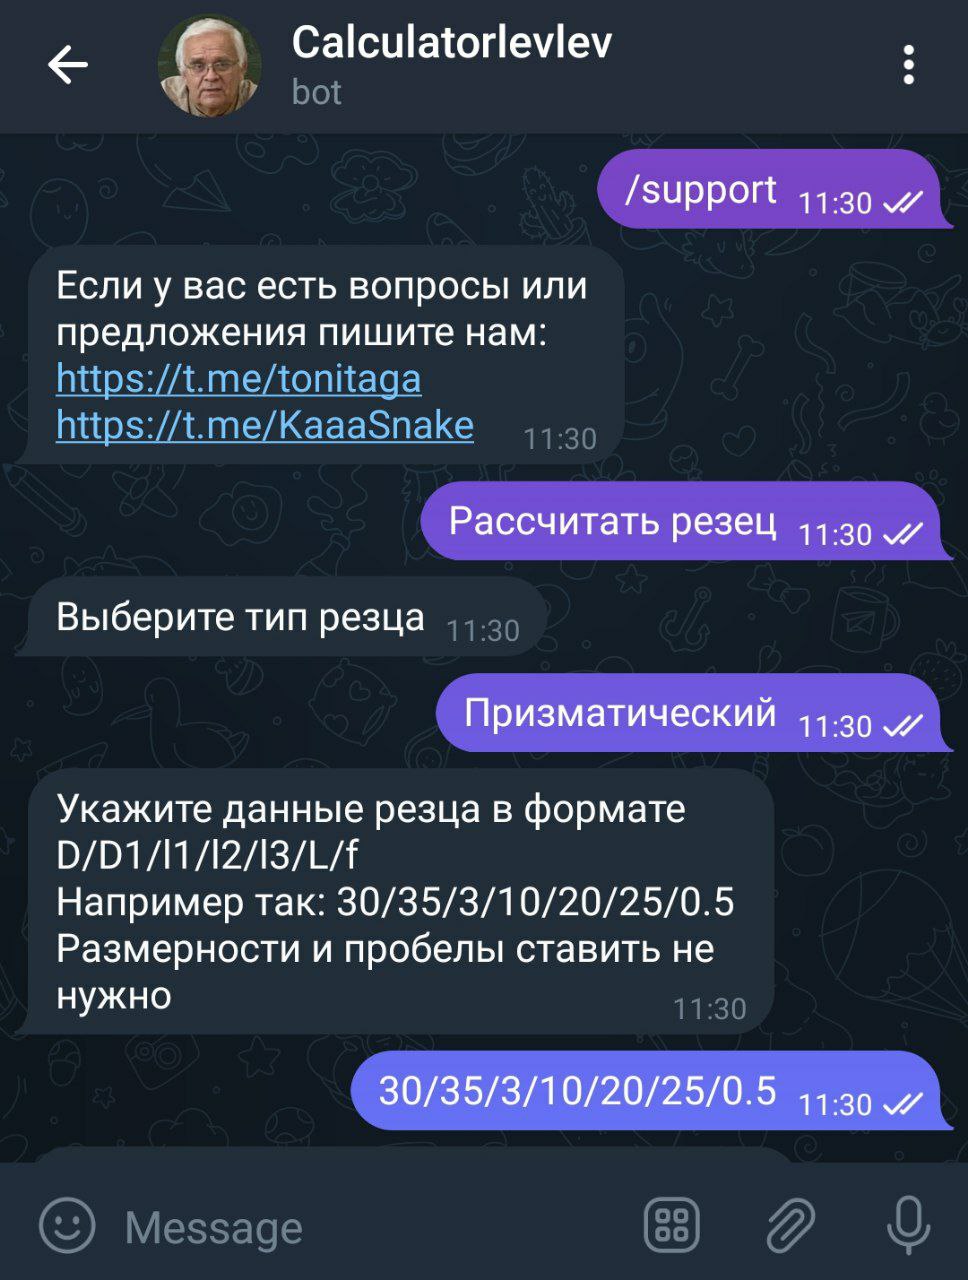 Calculatorlevlev
bot
/support 11:30
Если у вас есть вопросы или
предложения пишите нам:
https://t.me/tonitaga
https://t.me/KaaaSnake 11:30
Рассчитать резец 11:30
Выберите тип резца 11:30
Призматический 11:30
Укажите данные резца в формате
D/D1/l1/l2/l3/L/f
Например так: 30/35/3/10/20/25/0.5
Размерности и пробелы ставить не
нужно 11:30
30/35/3/10/20/25/0.5 11:30
Message